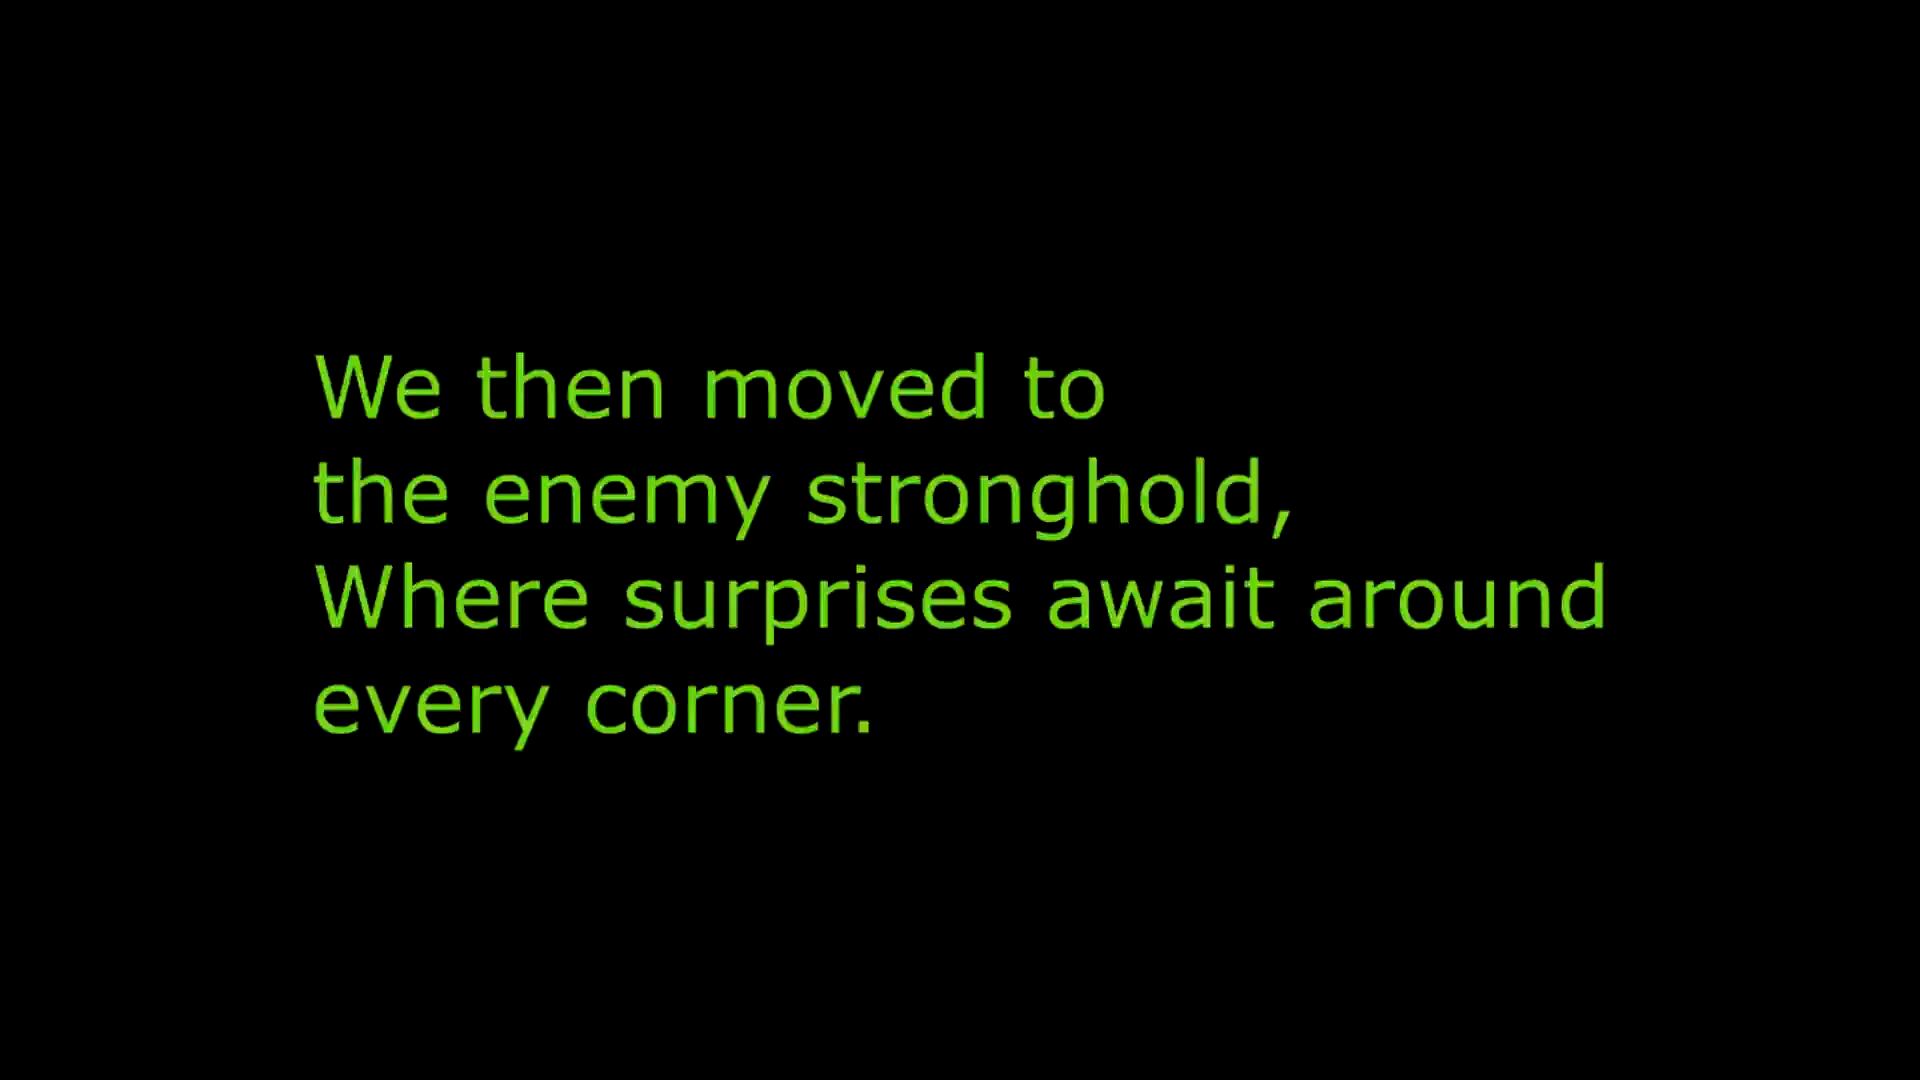 We then moved to
the enemy stronghold,
Where surprises await around
every corner.